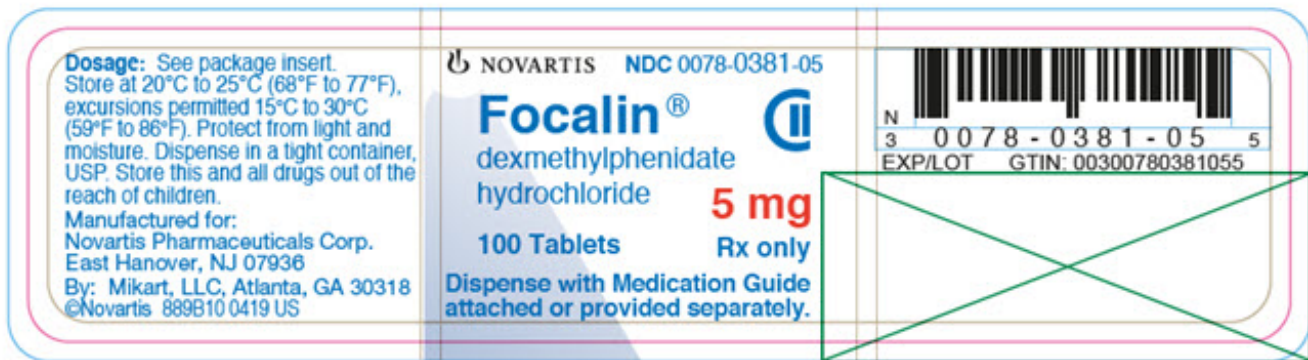 Dosage: See package insert.
Store at 20°C to 25°C (68°F to 77°F),
excursions permitted 15°C to 30°C
(59°F to 86°F). Protect from light and
moisture. Dispense in a tight container,
USP. Store this and all drugs out of the
reach of children.
Manufactured for:
Novartis Pharmaceuticals Corp.
East Hanover, NJ 07936
By: Mikart, LLC, Atlanta, GA 30318
©Novartis 889B10 0419 US
NOVARTIS NDC 0078-0381-05
Focalin® CII
dexmethylphenidate
hydrochloride
5 mg
100 Tablets Rx only
Dispense with Medication Guide
attached or provided separately.
N
3 0078-0381-05 5
EXP/LOT GTIN: 00300780381055